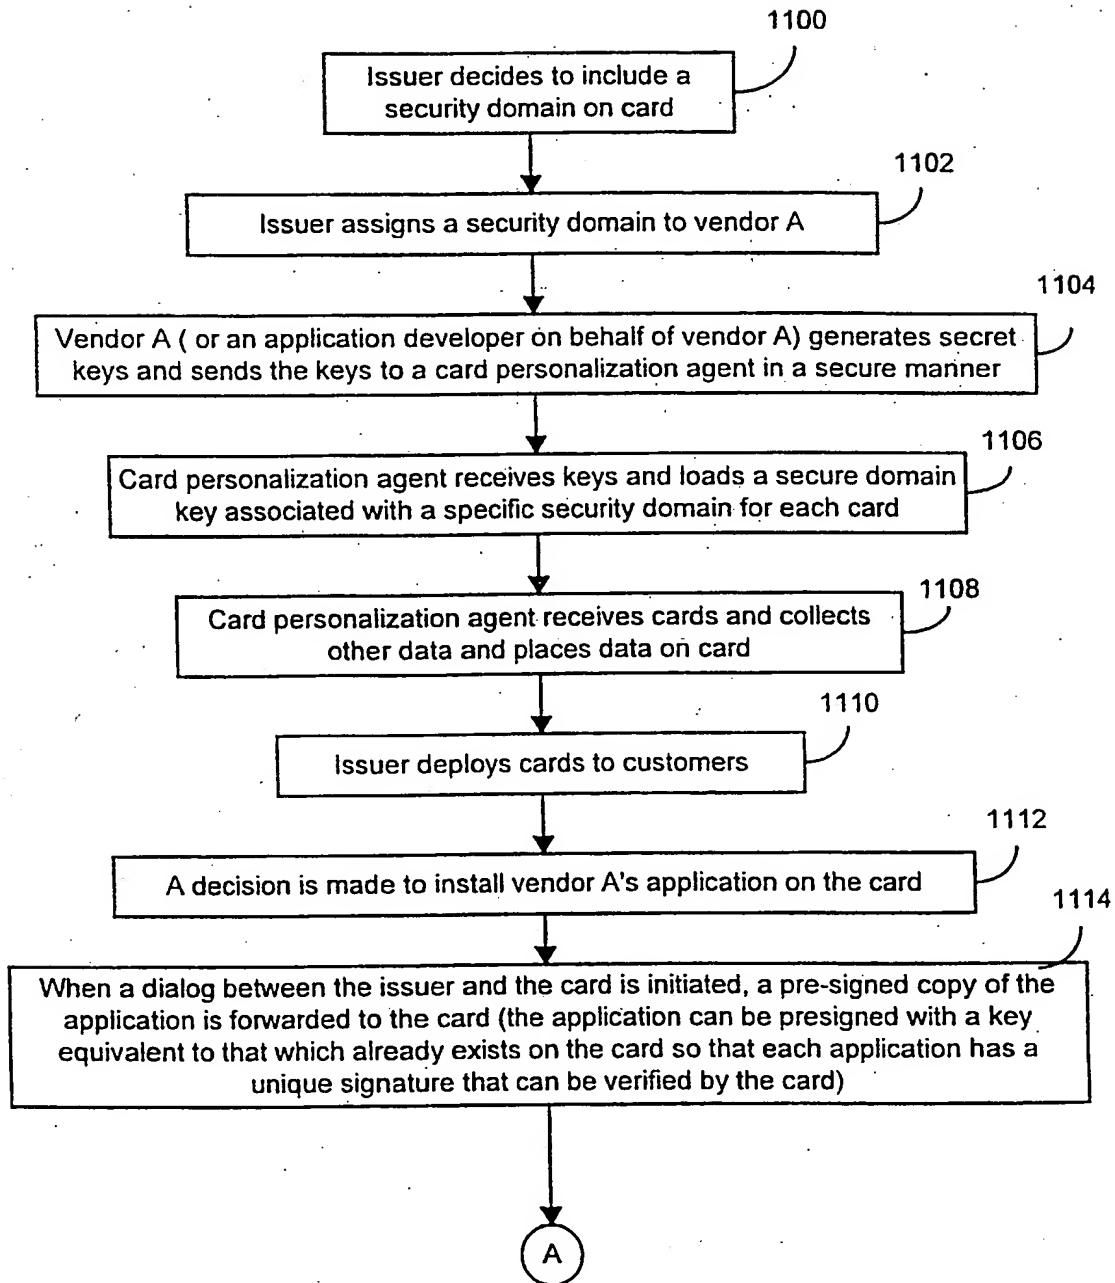 1100
Issuer decides to include a
security domain on card
1102
Issuer assigns a security domain to vendor A
1104
Vendor A ( or an application developer on behalf of vendor A) generates secret
keys and sends the keys to a card personalization agent in a secure manner
1106
Card personalization agent receives keys and loads a secure domain
key associated with a specific security domain for each card
1108
Card personalization agent receives cards and collects
other data and places data on card
1110
Issuer deploys cards to customers
1112
A decision is made to install vendor A's application on the card
1114
When a dialog between the issuer and the card is initiated, a pre-signed copy of the
application is forwarded to the card (the application can be presigned with a key
equivalent to that which already exists on the card so that each application has a
unique signature that can be verified by the card)
A